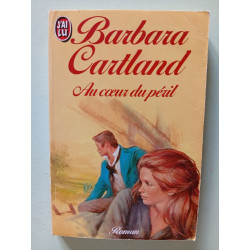 J'AI
LU
Barbara
Cartland
Au cœur du péril
Roman